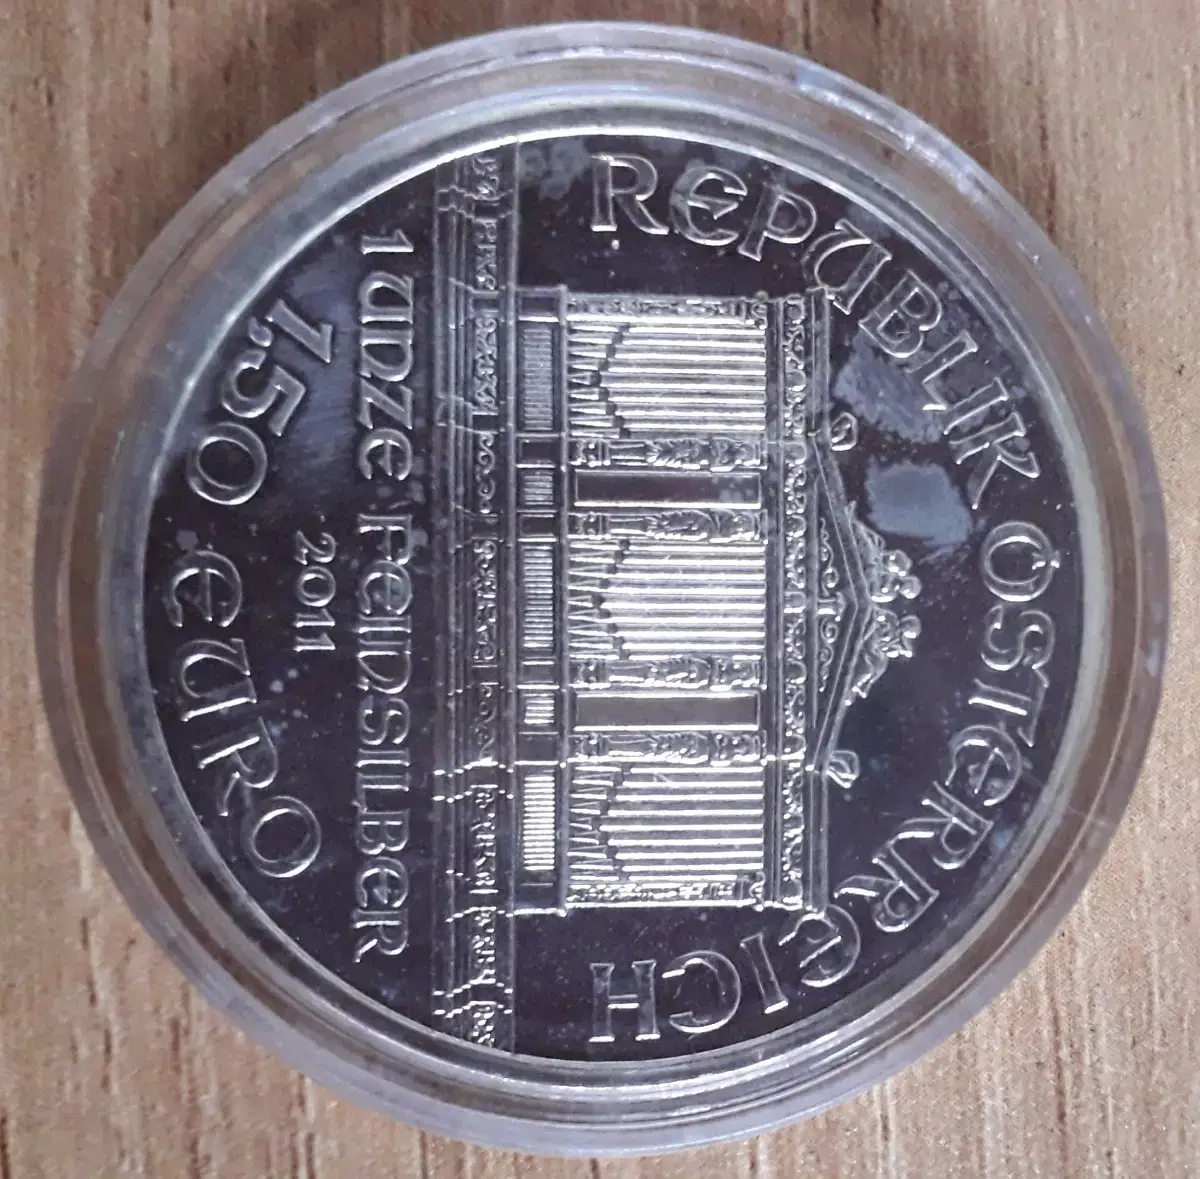 REPUBLIK ÖSTERREICH
1 UNZE FEINSILBER
2011
1,50 EURO